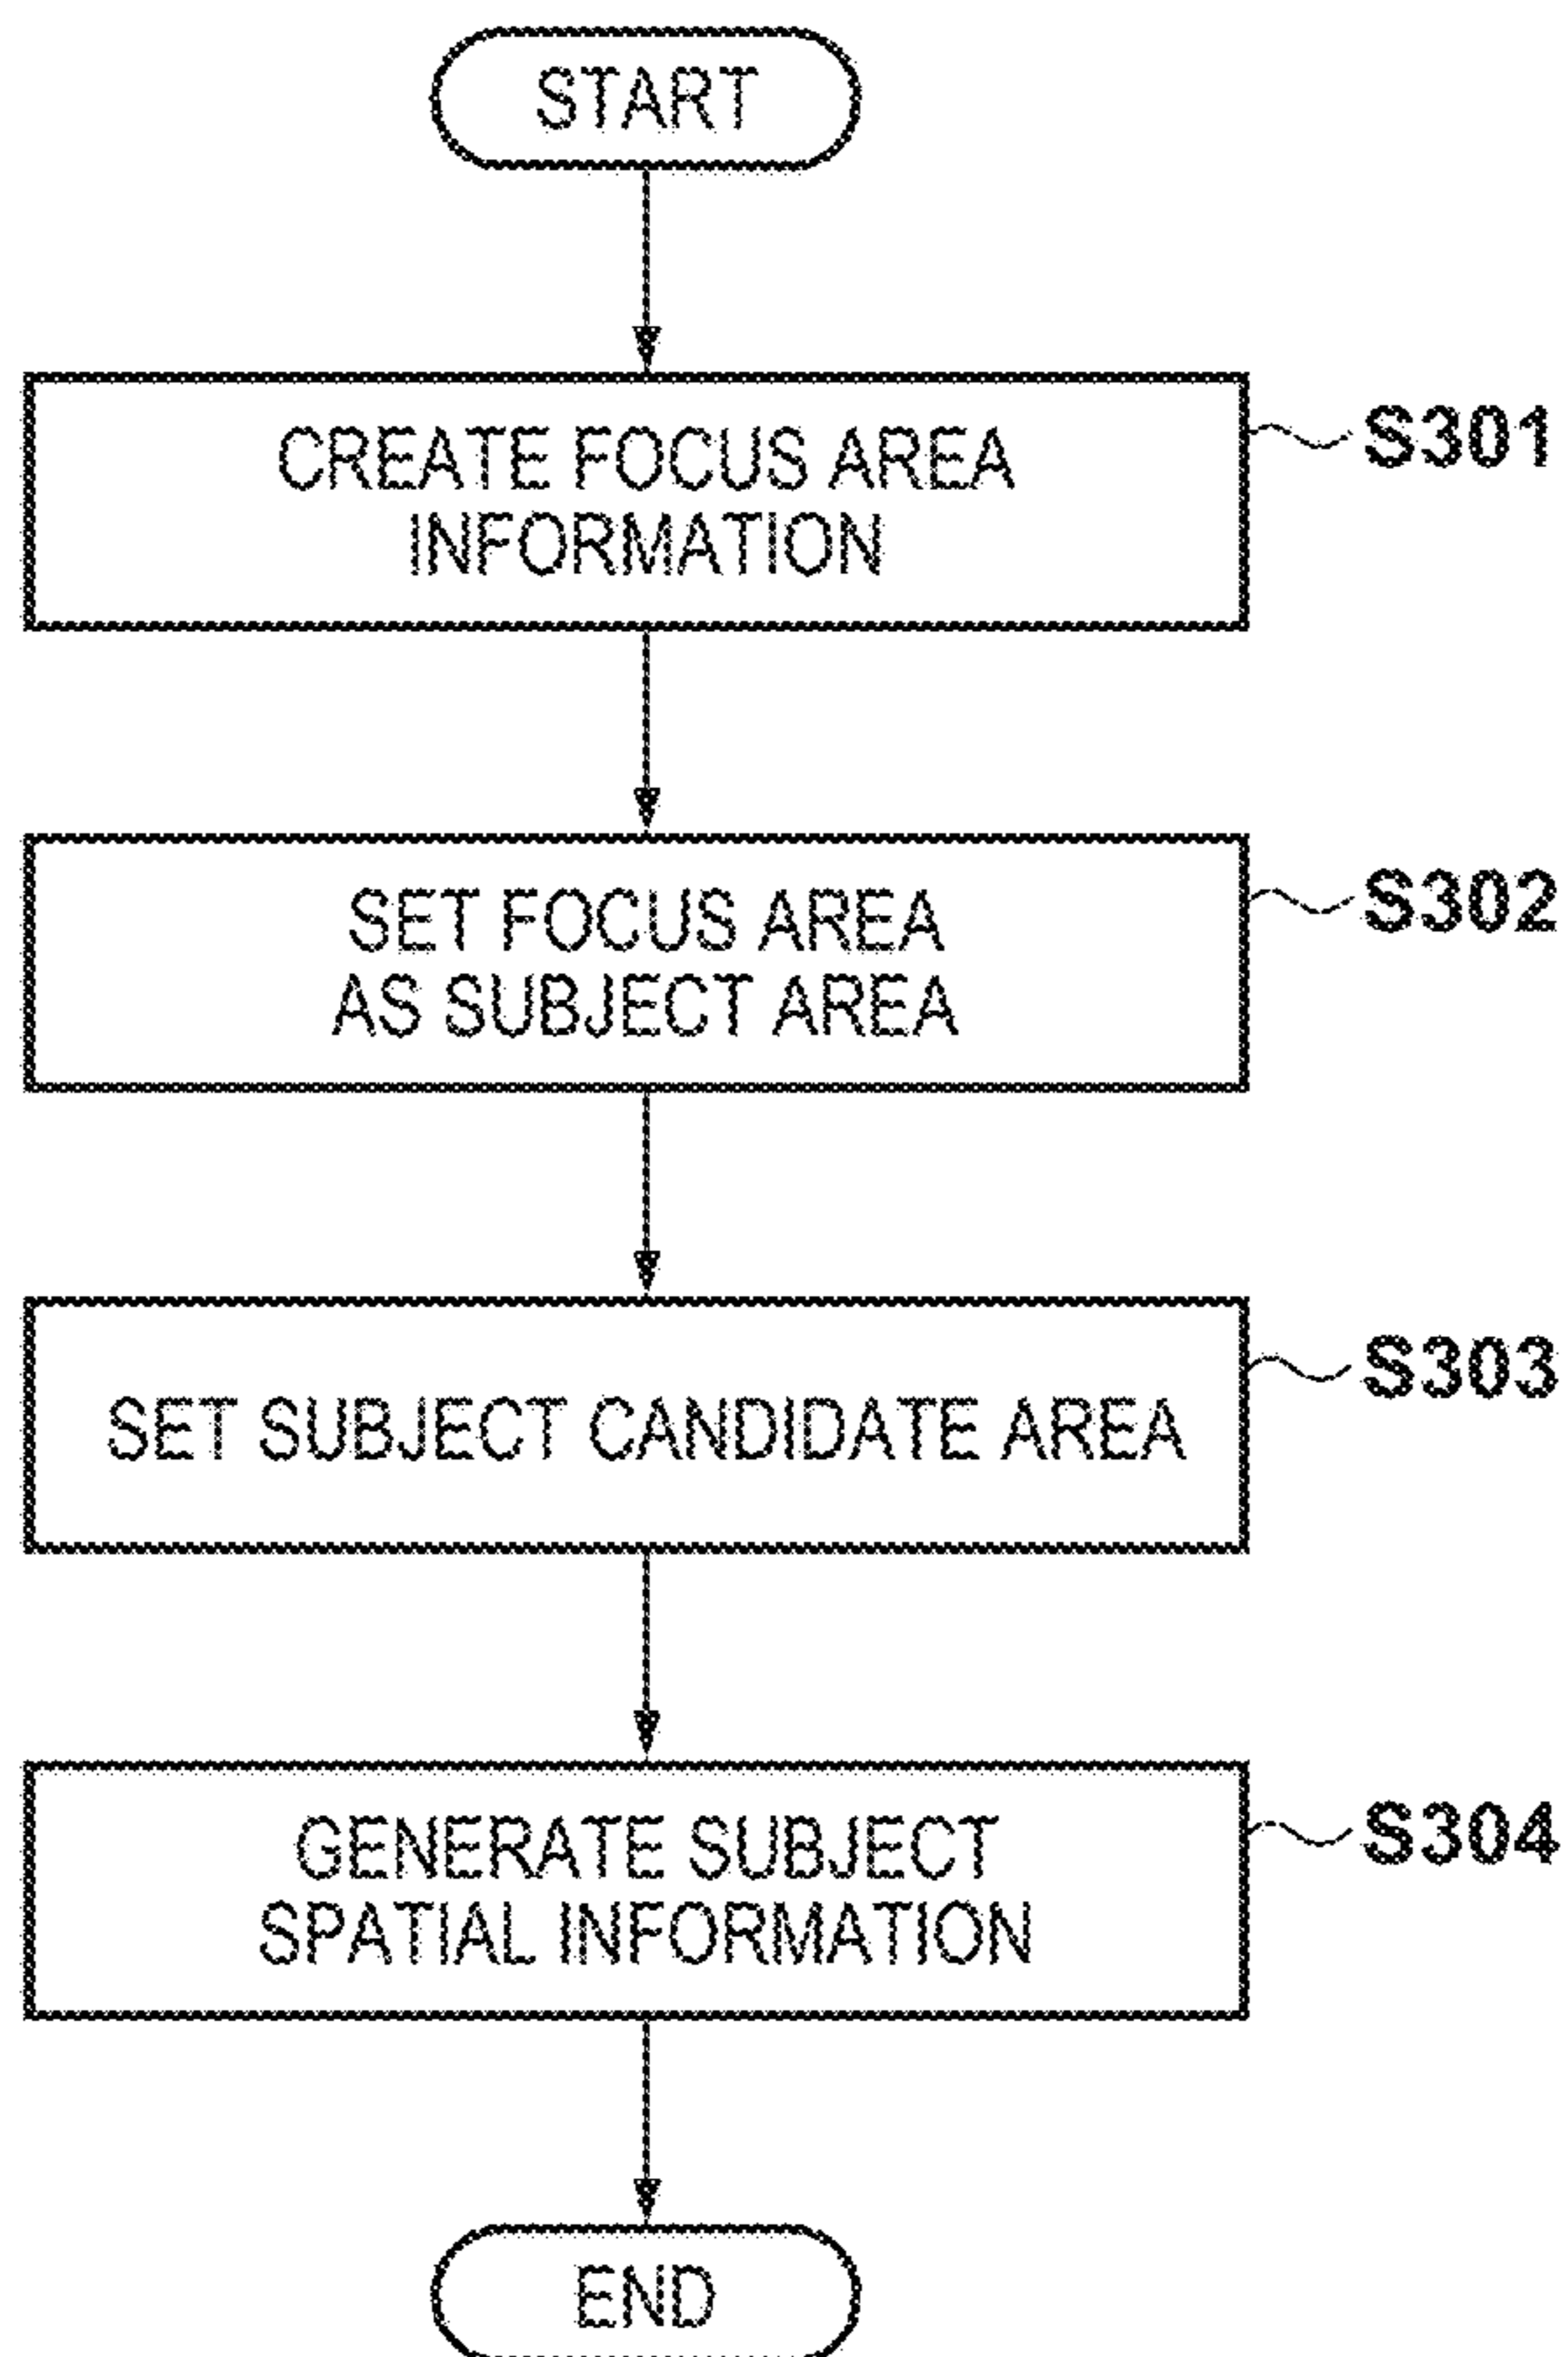 START
CREATE FOCUS AREA
INFORMATION
S301
SET FOCUS AREA
AS SUBJECT AREA
S302
SET SUBJECT CANDIDATE AREA
S303
GENERATE SUBJECT
SPATIAL INFORMATION
S304
END